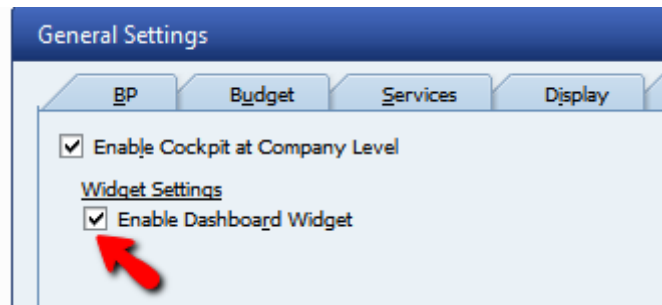 General Settings
BP Budget Services Display
Enable Cockpit at Company Level
Widget Settings
Enable Dashboard Widget